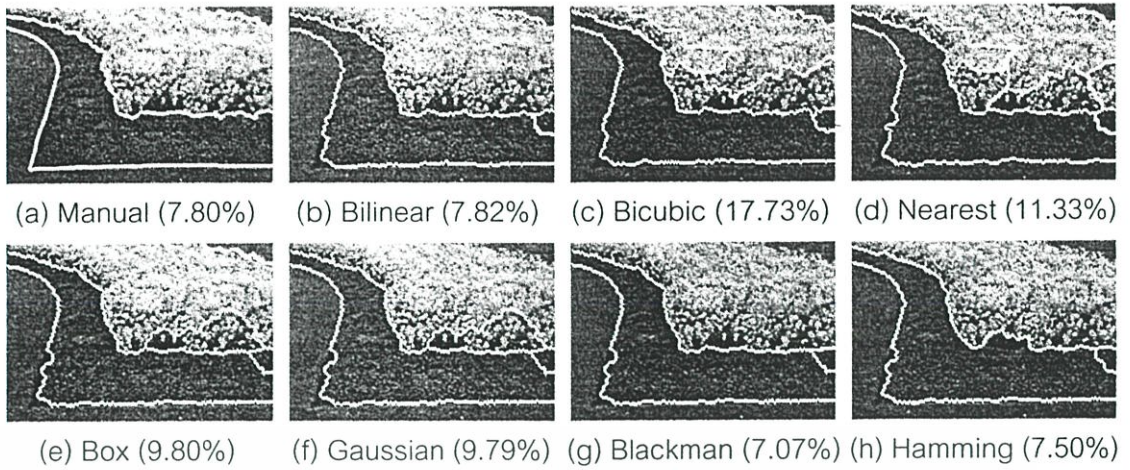 (a) Manual (7.80%) (b) Bilinear (7.82%) (c) Bicubic (17.73%) (d) Nearest (11.33%)
(e) Box (9.80%) (f) Gaussian (9.79%) (g) Blackman (7.07%) (h) Hamming (7.50%)